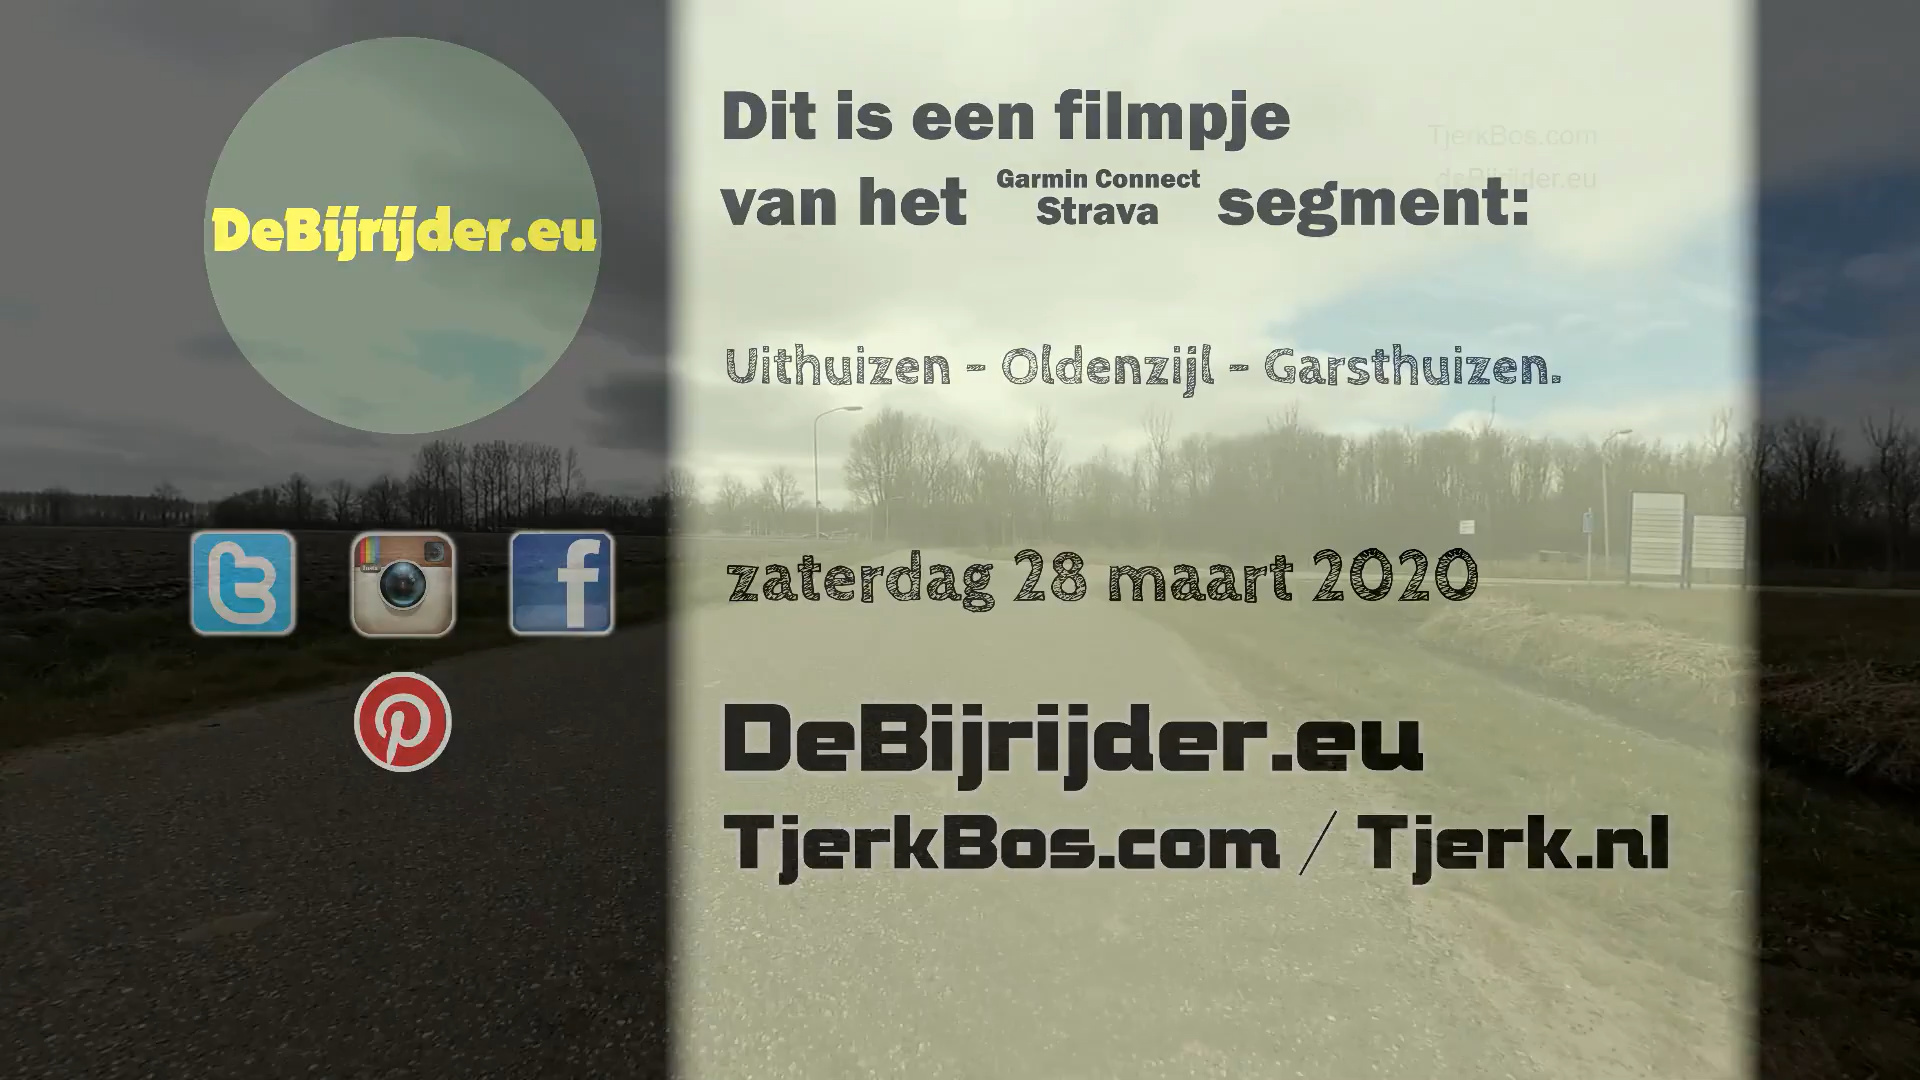 DeBijrijder.eu
Dit is een filmpje
van het Garmin Connect Strava segment:
TjerkBos.com
deBijrijder.eu
Uithuizen - Oldenzijl - Garsthuizen.
zaterdag 28 maart 2020
DeBijrijder.eu
TjerkBos.com / Tjerk.nl